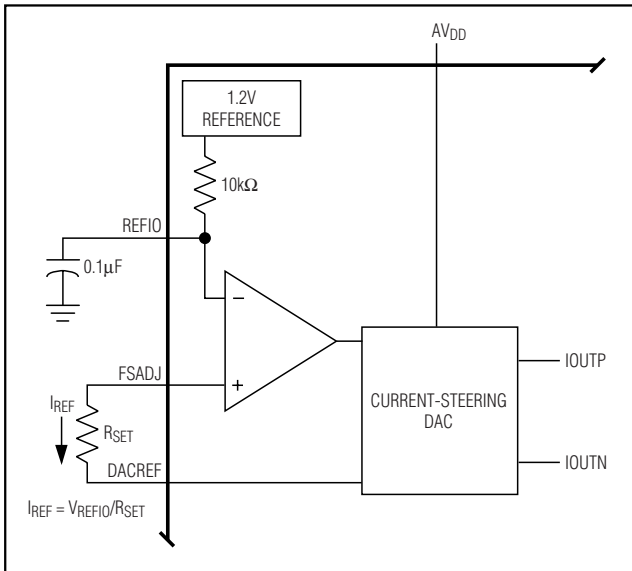 AVDD
1.2V
REFERENCE
10kΩ
REFIO
0.1µF
−
+
FSADJ
IREF
RSET
DACREF
CURRENT-STEERING
DAC
IOUTP
IOUTN
IREF = VREFIO/RSET